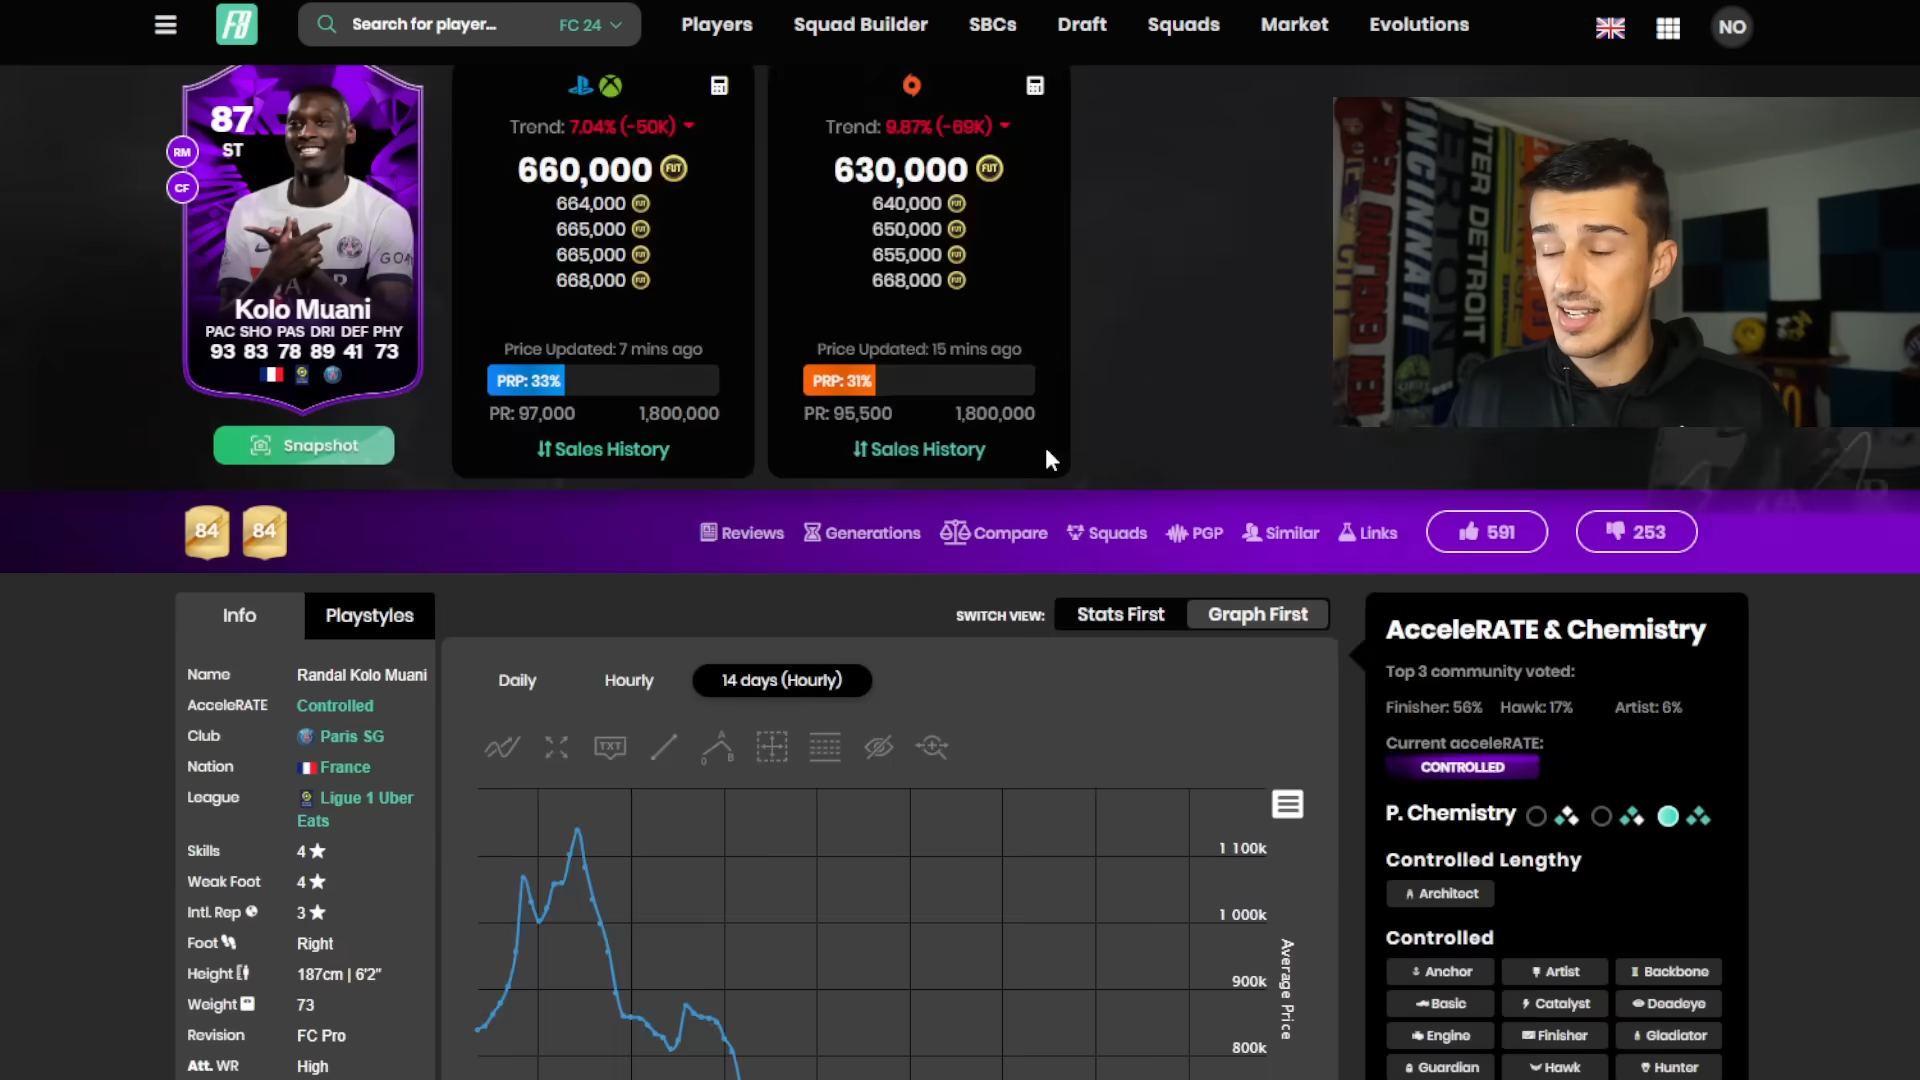 Search for player...
FC 24
Players
Squad Builder
SBCs
Draft
Squads
Market
Evolutions
NO
87
ST
RM
CF
Kolo Muani
PAC SHO PAS DRI DEF PHY
93 83 78 89 41 73
Snapshot
Trend: 7.04% (-50K)
660,000
664,000
665,000
665,000
668,000
Price Updated: 7 mins ago
PRP: 33%
PR: 97,000
1,800,000
Sales History
Trend: 9.87% (-69K)
630,000
640,000
650,000
655,000
668,000
Price Updated: 15 mins ago
PRP: 31%
PR: 95,500
1,800,000
Sales History
CINCINNATI
DETROIT
84
84
Reviews
Generations
Compare
Squads
PGP
Similar
Links
591
253
Info
Playstyles
SWITCH VIEW:
Stats First
Graph First
Name Randal Kolo Muani
AcceleRATE Controlled
Club Paris SG
Nation France
League Ligue 1 Uber
Eats
Skills 4
Weak Foot 4
Intl. Rep 3
Foot Right
Height 187cm | 6'2"
Weight 73
Revision FC Pro
Att. WR High
Daily
Hourly
14 days (Hourly)
TXT
A
0 B
1 100k
1 000k
900k
800k
Average Price
AcceleRATE & Chemistry
Top 3 community voted:
Finisher: 56% Hawk: 17% Artist: 6%
Current acceleRATE:
CONTROLLED
P. Chemistry
Controlled Lengthy
Architect
Controlled
Anchor
Artist
Backbone
Basic
Catalyst
Deadeye
Engine
Finisher
Gladiator
Guardian
Hawk
Hunter